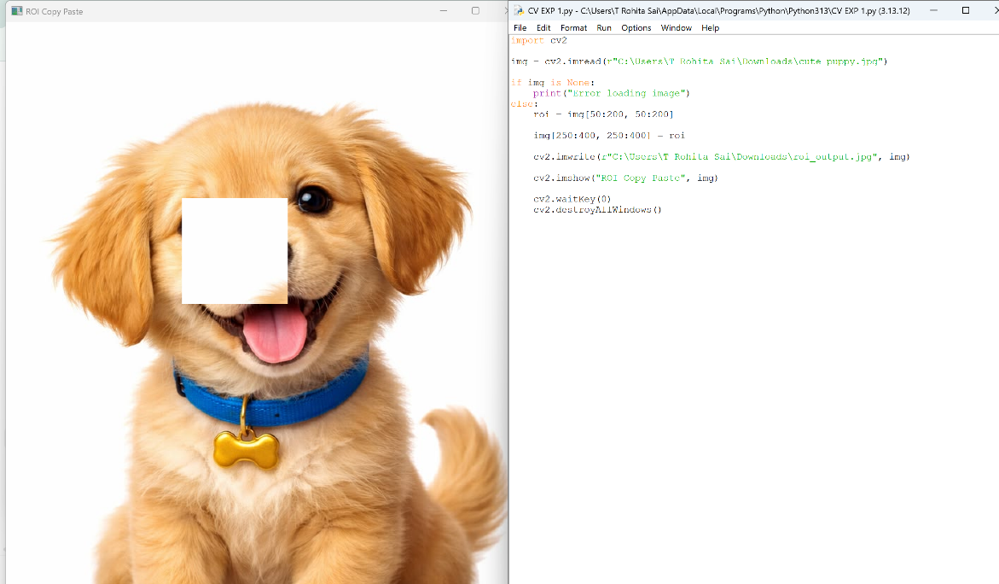 ROI Copy Paste
CV EXP 1.py - C:\Users\T Rohita Sai\AppData\Local\Programs\Python\Python313\CV EXP 1.py (3.13.12)
File Edit Format Run Options Window Help
import cv2
img = cv2.imread(r"C:\Users\T Rohita Sai\Downloads\cute puppy.jpg")
if img is None:
    print("Error loading image")
else:
    roi = img[50:200, 50:200]
    img[250:400, 250:400] = roi
    cv2.imwrite(r"C:\Users\T Rohita Sai\Downloads\roi_output.jpg", img)
    cv2.imshow("ROI Copy Paste", img)
    cv2.waitKey(0)
    cv2.destroyAllWindows()